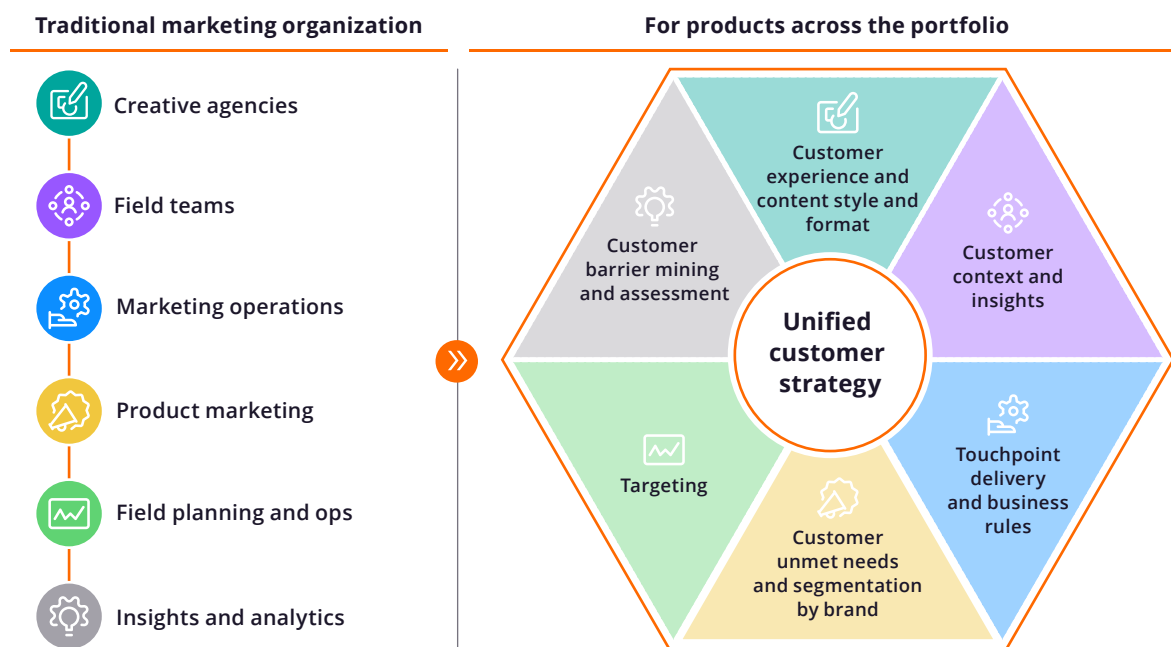 Traditional marketing organization
Creative agencies
Field teams
Marketing operations
Product marketing
Field planning and ops
Insights and analytics
For products across the portfolio
Customer
experience and
content style and
format
Customer
context and
insights
Touchpoint
delivery
and business
rules
Customer
unmet needs
and segmentation
by brand
Targeting
Customer
barrier mining
and assessment
Unified
customer
strategy